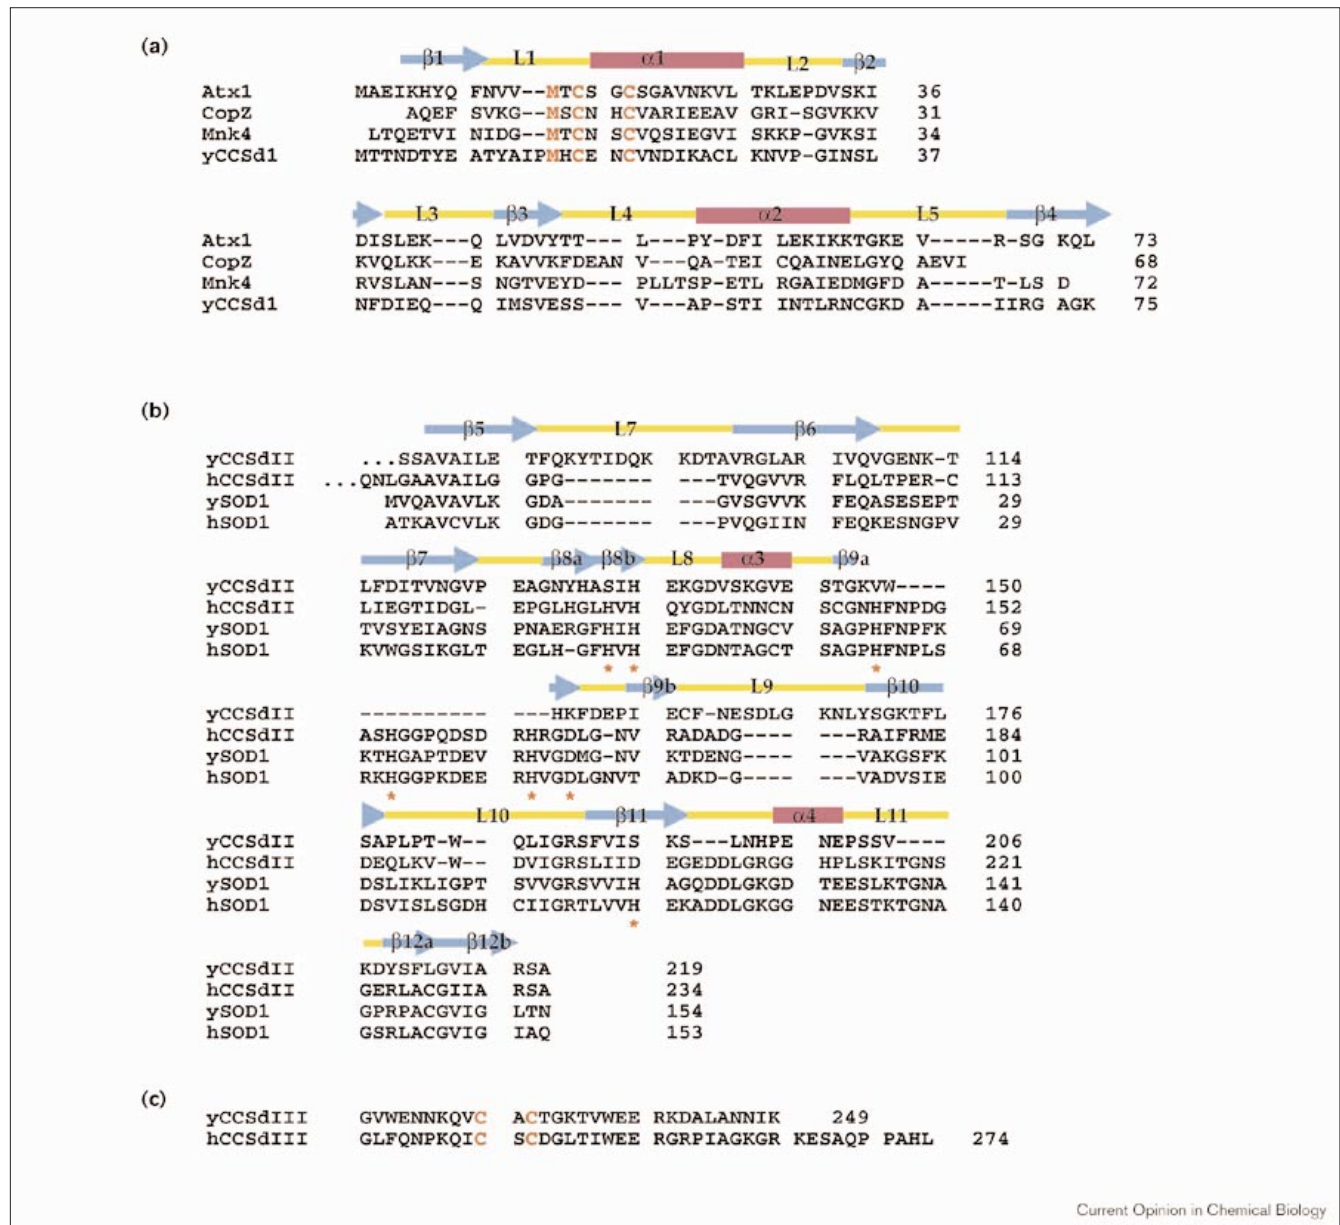 (a)
β1 L1 α1 L2 β2
Atx1 MAEIKHYQ FNVV--MTCS GCSGAVNKVL TKLEPDVSKI 36
CopZ AQEF SVKG--MSCN HCVARIEEAV GRI-SGVKKV 31
Mnk4 LTQETVI NIDG--MTCN SCVQSIEGVI SKKP-GVKSI 34
yCCSd1 MTTNDTYE ATYAIPMHCE NCVNDIKACL KNVP-GINSL 37
L3 β3 L4 α2 L5 β4
Atx1 DISLEK---Q LVDVYTT--- L---PY-DFI LEKIKKTGKE V-----R-SG KQL 73
CopZ KVQLKK---E KAVVKFDEAN V---QA-TEI CQAINELGYQ AEVI 68
Mnk4 RVSLAN---S NGTVEYD--- PLLTSP-ETL RGAIEDMGFD A-----T-LS D 72
yCCSd1 NFDIEQ---Q IMSVESS--- V---AP-STI INTLRNCGKD A-----IIRG AGK 75
(b)
β5 L7 β6
yCCSdII ...SSAVAILE TFQKYTIDQK KDTAVRGLAR IVQVGENK-T 114
hCCSdII ...QNLGAAVAILG GPG------- ---TVQGVVR FLQLTPER-C 113
ySOD1 MVQAVAVLK GDA------- ---GVSGVVK FEQASESEPT 29
hSOD1 ATKAVCVLK GDG------- ---PVQGIIN FEQKESNGPV 29
β7 β8a β8b L8 α3 β9a
yCCSdII LFDITVNGVP EAGNYHASIH EKGDVSKGVE STGKVW---- 150
hCCSdII LIEGTIDGL- EPGLHGLHVH QYGDLTNNCN SCGNHFNPDG 152
ySOD1 TVSYEIAGNS PNAERGFHIH EFGDATNGCV SAGPHFNPFK 69
hSOD1 KVWGSIKGLT EGLH-GFHVH EFGDNTAGCT SAGPHFNPLS 68
* * *
β9b L9 β10
yCCSdII ---------- ---HKFDEPI ECF-NESDLG KNLYSGKTFL 176
hCCSdII ASHGGPQDSD RHRGDLG-NV RADADG---- ---RAIFRME 184
ySOD1 KTHGAPTDEV RHVGDMG-NV KTDENG---- ---VAKGSFK 101
hSOD1 RKHGGPKDEE RHVGDLGNVT ADKD-G---- ---VADVSIE 100
* * *
L10 β11 α4 L11
yCCSdII SAPLPT-W-- QLIGRSFVIS KS---LNHPE NEPSSV---- 206
hCCSdII DEQLKV-W-- DVIGRSLIID EGEDDLGRGG HPLSKITGNS 221
ySOD1 DSLIKLIGPT SVVGRSVVIH AGQDDLGKGD TEESLKTGNA 141
hSOD1 DSVISLSGDH CIIGRTLVVH EKADDLGKGG NEESTKTGNA 140
*
β12a β12b
yCCSdII KDYSFLGVIA RSA 219
hCCSdII GERLACGIIA RSA 234
ySOD1 GPRPACGVIG LTN 154
hSOD1 GSRLACGVIG IAQ 153
(c)
yCCSdIII GVWENNKQVC ACTGKTVWEE RKDALANNIK 249
hCCSdIII GLFQNPKQIC SCDGLTIWEE RGRPIAGKGR KESAQP PAHL 274
Current Opinion in Chemical Biology